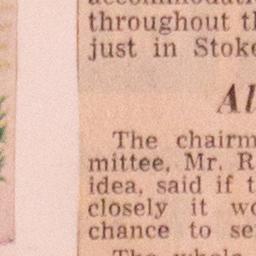 accommodati
throughout th
just in Stoke
Al
The chairm
mittee, Mr. R
idea, said if t
closely it wo
chance to se
The whole